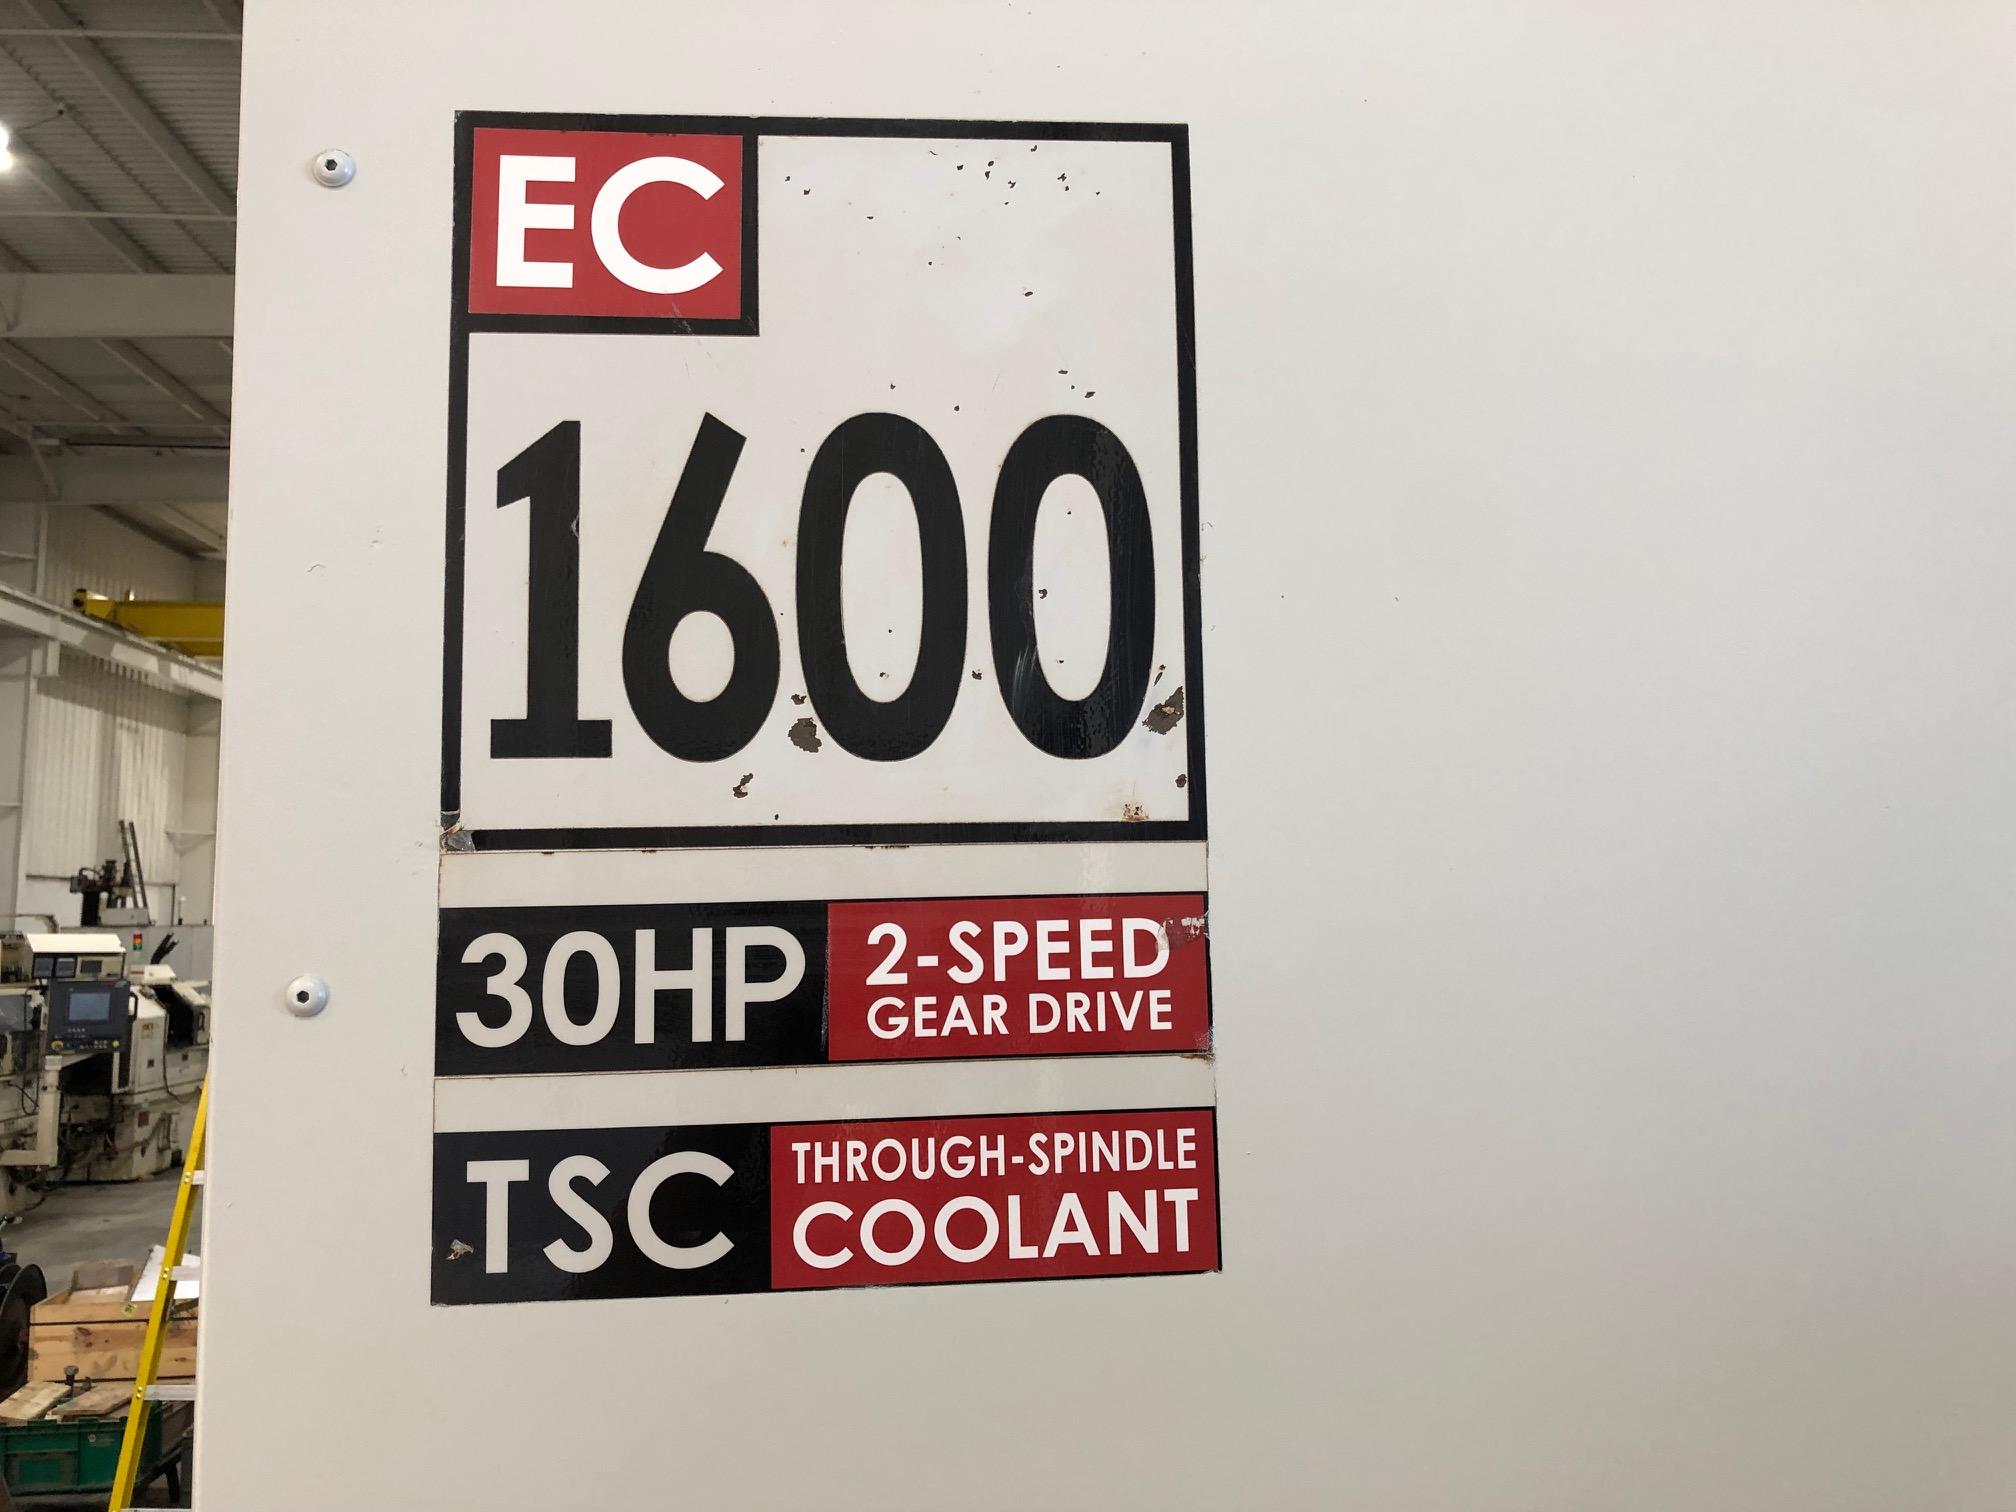 EC
1600
30HP
2-SPEED
GEAR DRIVE
TSC
THROUGH-SPINDLE
COOLANT